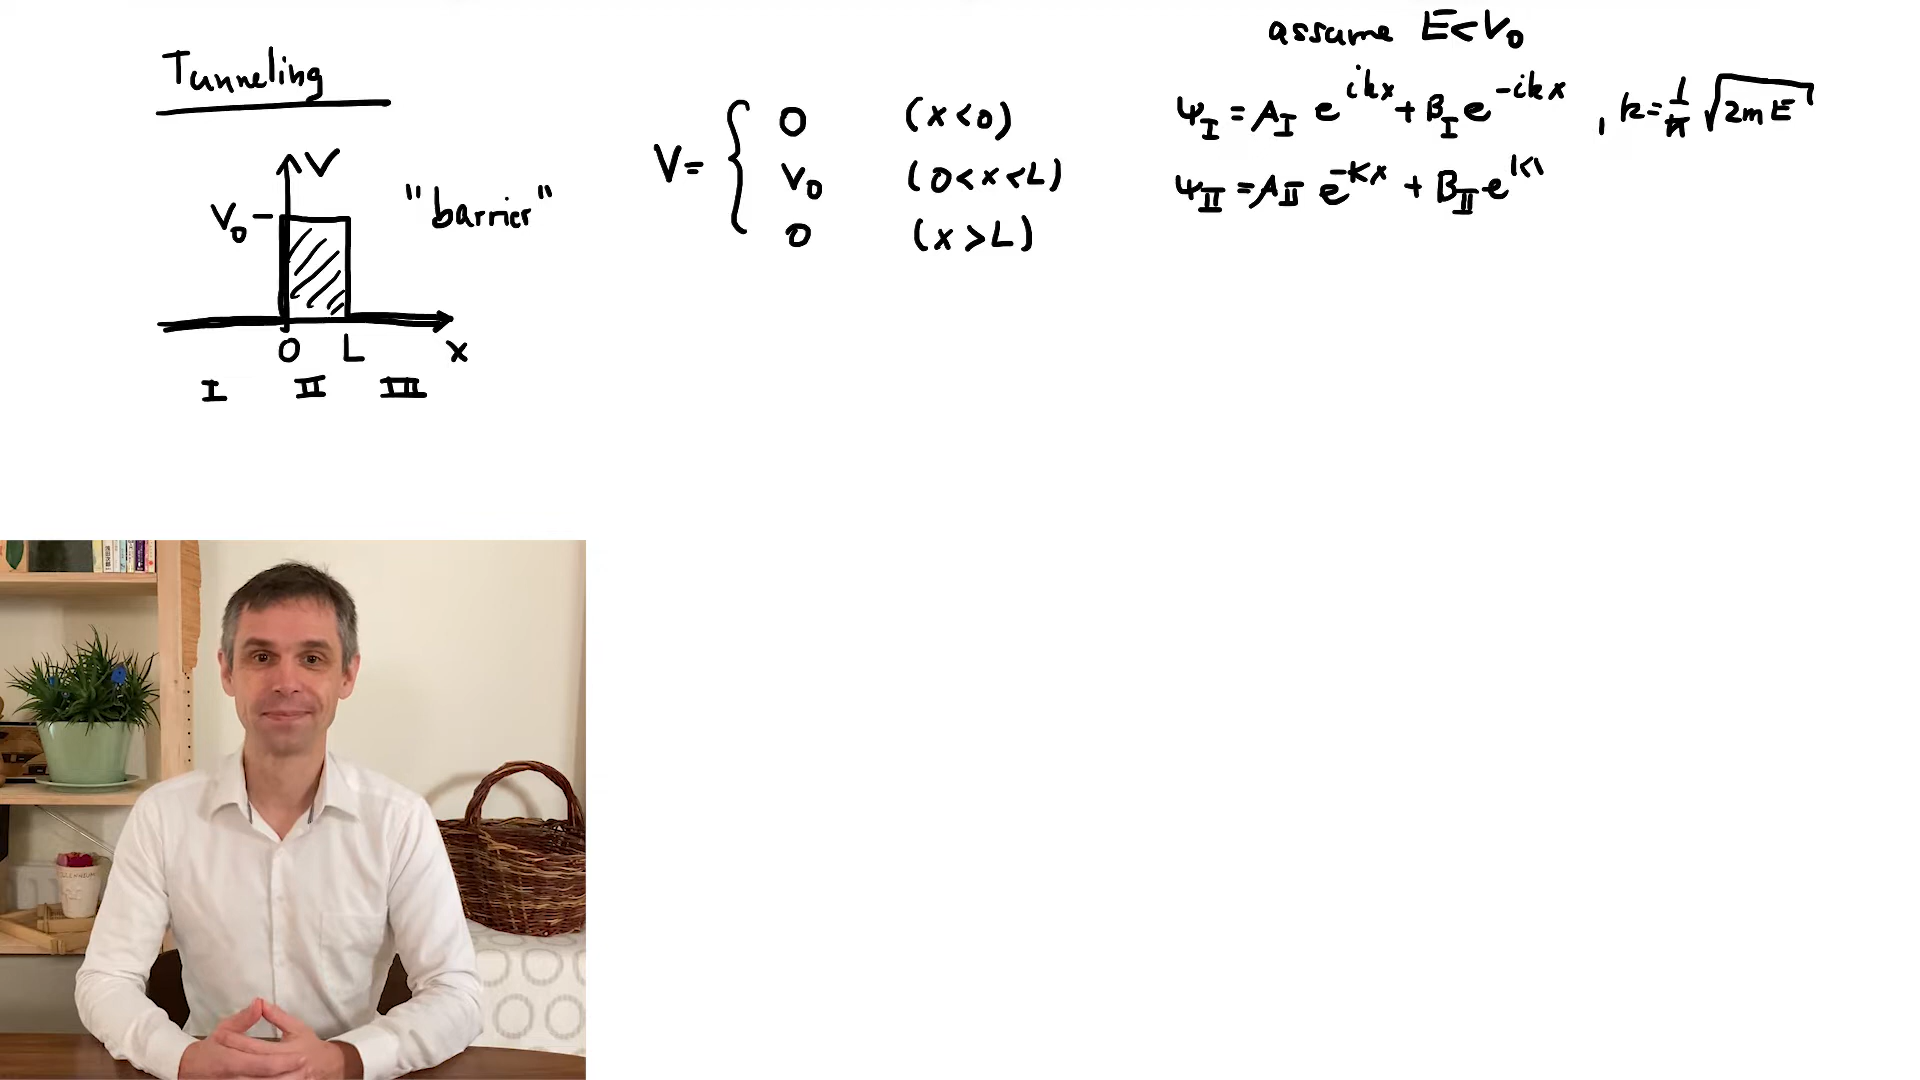 Tunneling
V
V₀
"barrier"
0 L x
I II III
V= { 0 (x<0)
V₀ (0<x<L)
0 (x>L)
assume E<V₀
ψ_I = A_I e^{ikx} + B_I e^{-ikx} , k = 1/ħ √(2mE)
ψ_II = A_II e^{-Kx} + B_II e^{K